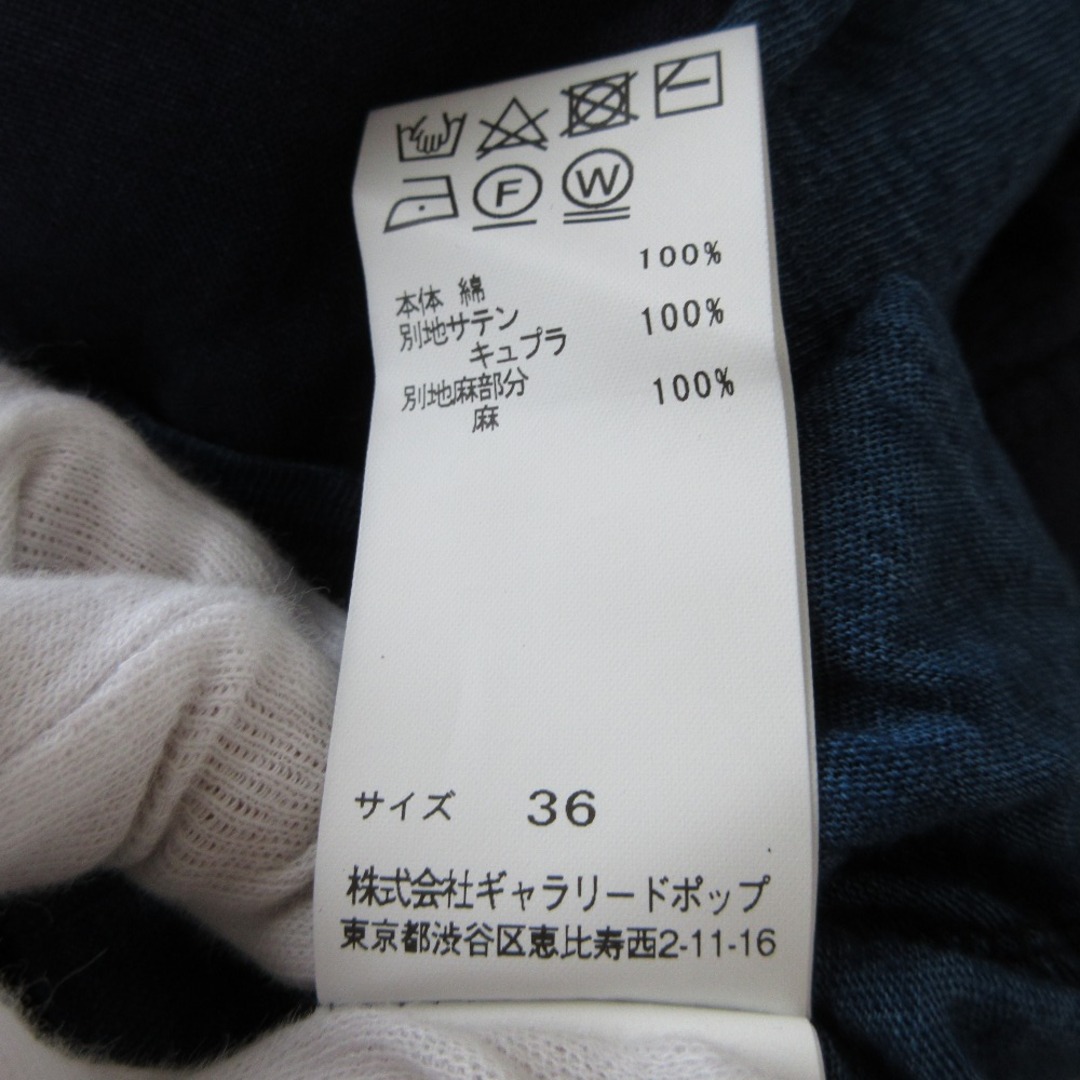 F W
本体 綿 100%
別地サテン
キュプラ 100%
別地麻部分
麻 100%
サイズ 36
株式会社ギャラリードポップ
東京都渋谷区恵比寿西2-11-16